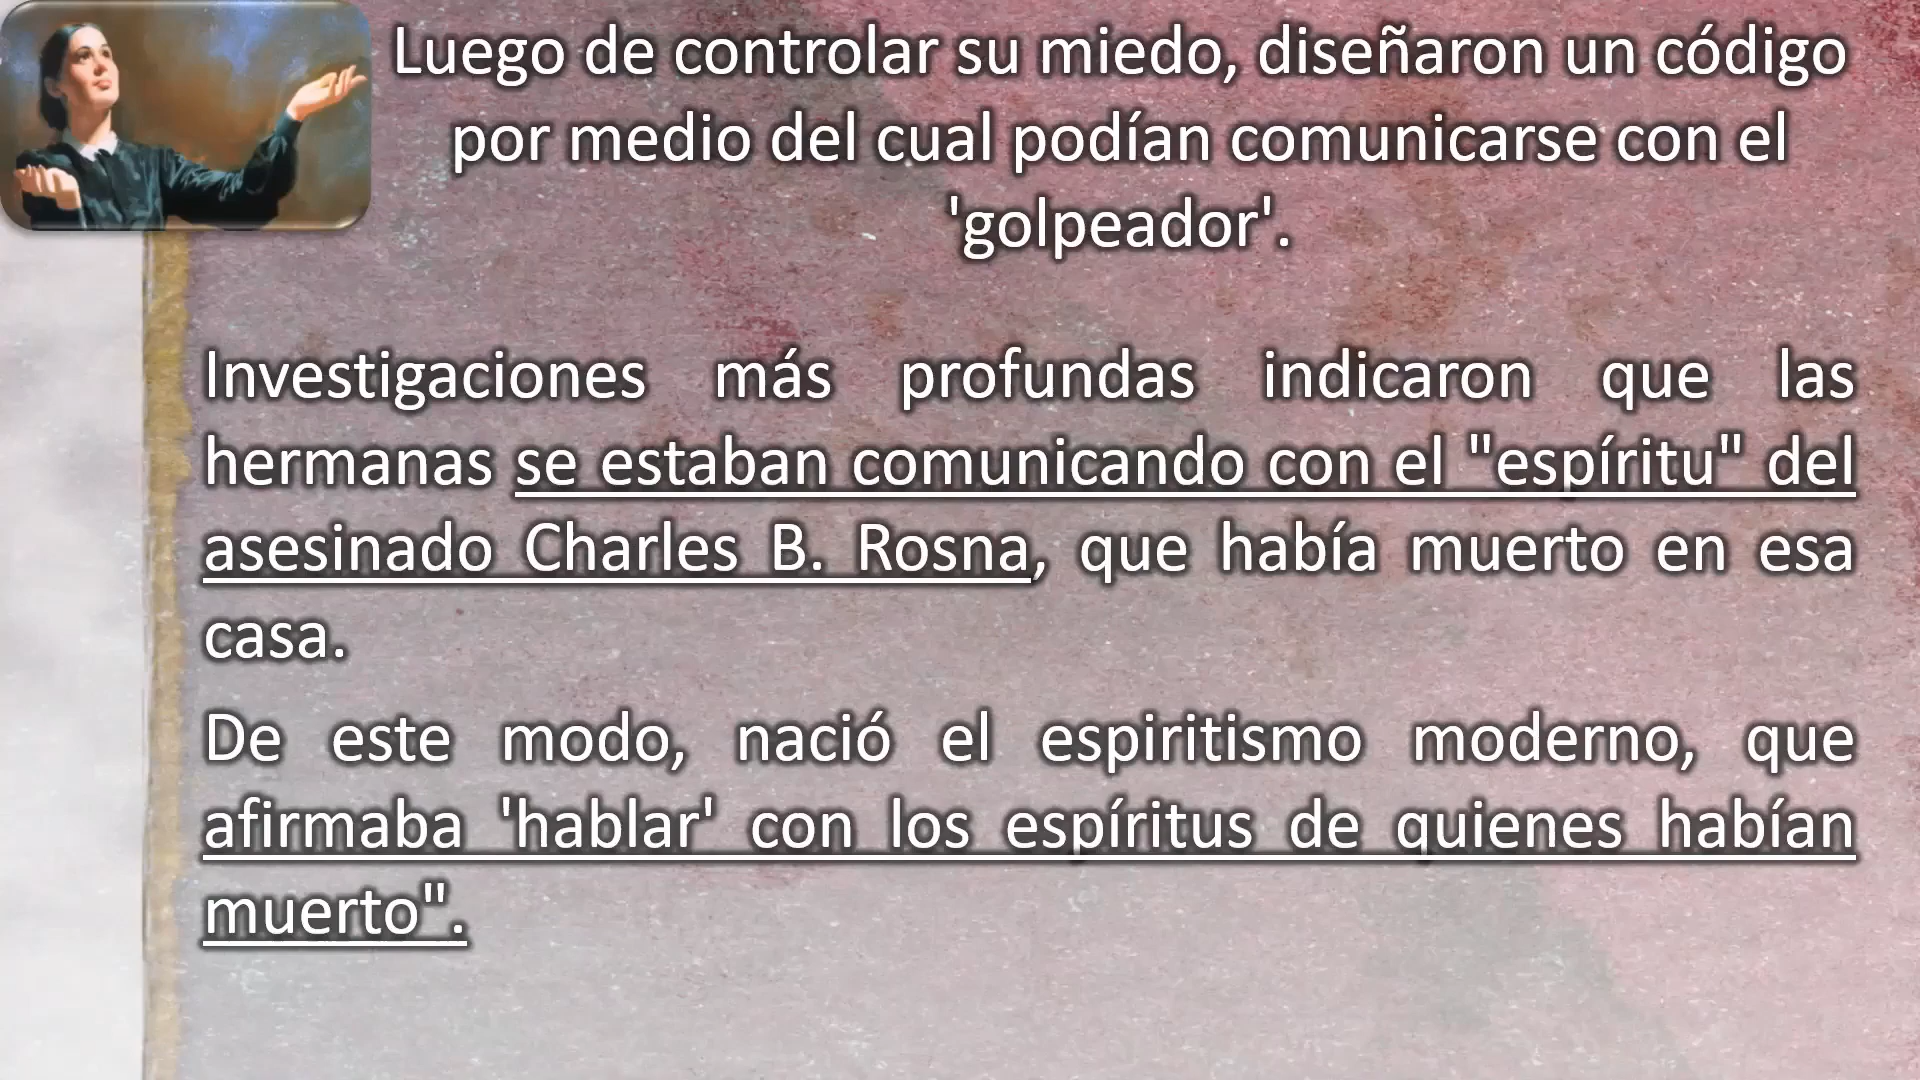 Luego de controlar su miedo, diseñaron un código
por medio del cual podían comunicarse con el
'golpeador'.
Investigaciones más profundas indicaron que las
hermanas se estaban comunicando con el "espíritu" del
asesinado Charles B. Rosna, que había muerto en esa
casa.
De este modo, nació el espiritismo moderno, que
afirmaba 'hablar' con los espíritus de quienes habían
muerto".